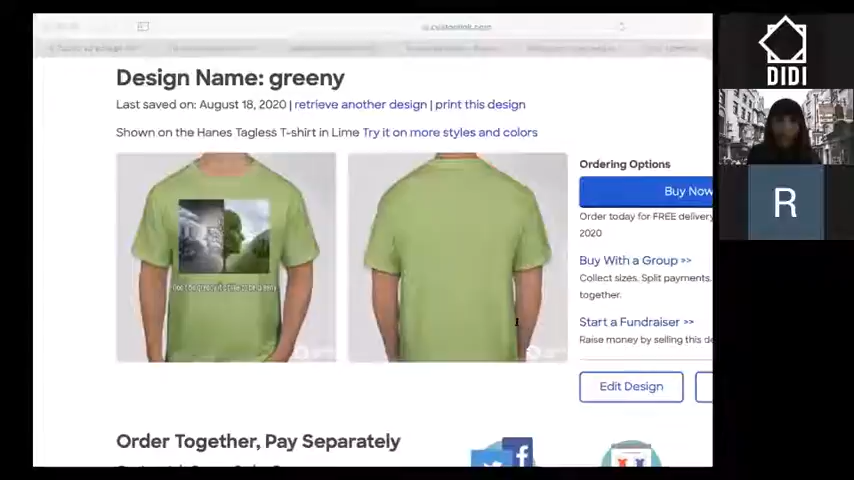 Design Name: greeny
Last saved on: August 18, 2020 | retrieve another design | print this design
Shown on the Hanes Tagless T-shirt in Lime Try it on more styles and colors
Ordering Options
Buy Now
Order today for FREE delivery
2020
Buy With a Group >>
Collect sizes. Split payments.
together.
Start a Fundraiser >>
Raise money by selling this de
Edit Design
Order Together, Pay Separately
DIDI
R